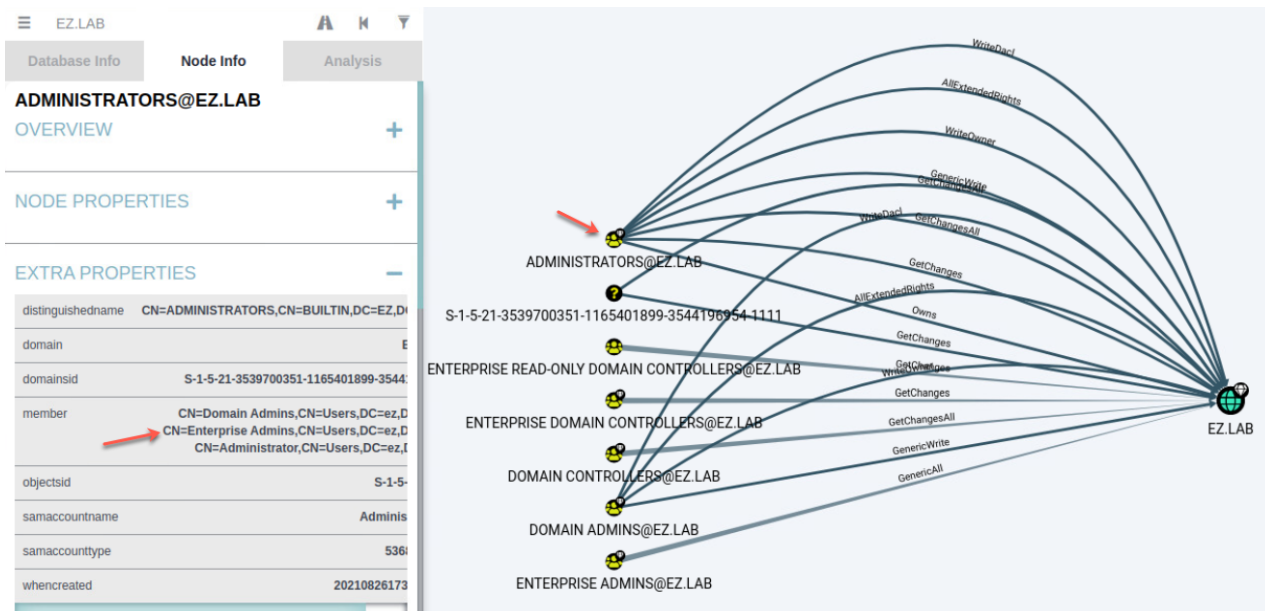 EZ.LAB
Database Info Node Info Analysis
ADMINISTRATORS@EZ.LAB
OVERVIEW +
NODE PROPERTIES +
EXTRA PROPERTIES −
distinguishedname CN=ADMINISTRATORS,CN=BUILTIN,DC=EZ,D
domain E
domainsid S-1-5-21-3539700351-1165401899-3544
member CN=Domain Admins,CN=Users,DC=ez,D
CN=Enterprise Admins,CN=Users,DC=ez,D
CN=Administrator,CN=Users,DC=ez,
objectsid S-1-5-
samaccountname Adminis
samaccounttype 536
whencreated 20210826173
WriteDacl
AllExtendedRights
WriteOwner
GenericWrite
GetChangesAll
WriteDacl
GetChangesAll
ADMINISTRATORS@EZ.LAB
GetChanges
AllExtendedRights
?
S-1-5-21-3539700351-1165401899-3544196954-1111
Owns
GetChanges
ENTERPRISE READ-ONLY DOMAIN CONTROLLERS@EZ.LAB
GetChanges
WriteOwner
GetChanges
ENTERPRISE DOMAIN CONTROLLERS@EZ.LAB
GetChangesAll
EZ.LAB
GenericWrite
DOMAIN CONTROLLERS@EZ.LAB
GenericAll
DOMAIN ADMINS@EZ.LAB
ENTERPRISE ADMINS@EZ.LAB